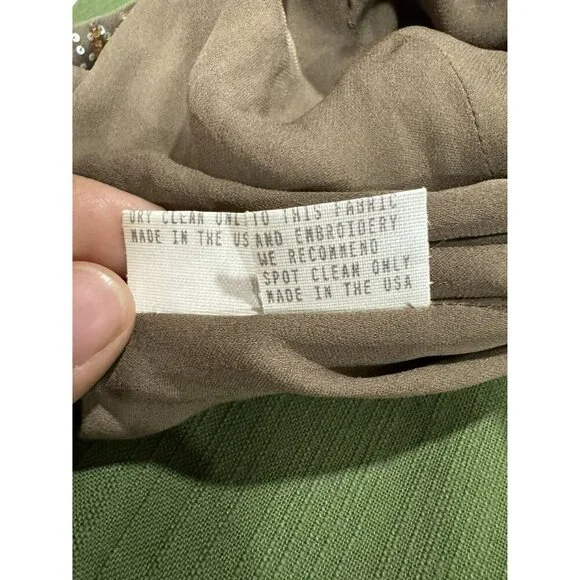 DRY CLEAN ONLY
MADE IN THE US
TO THIS FABRIC
AND EMBROIDERY
WE RECOMMEND
SPOT CLEAN ONLY
MADE IN THE USA